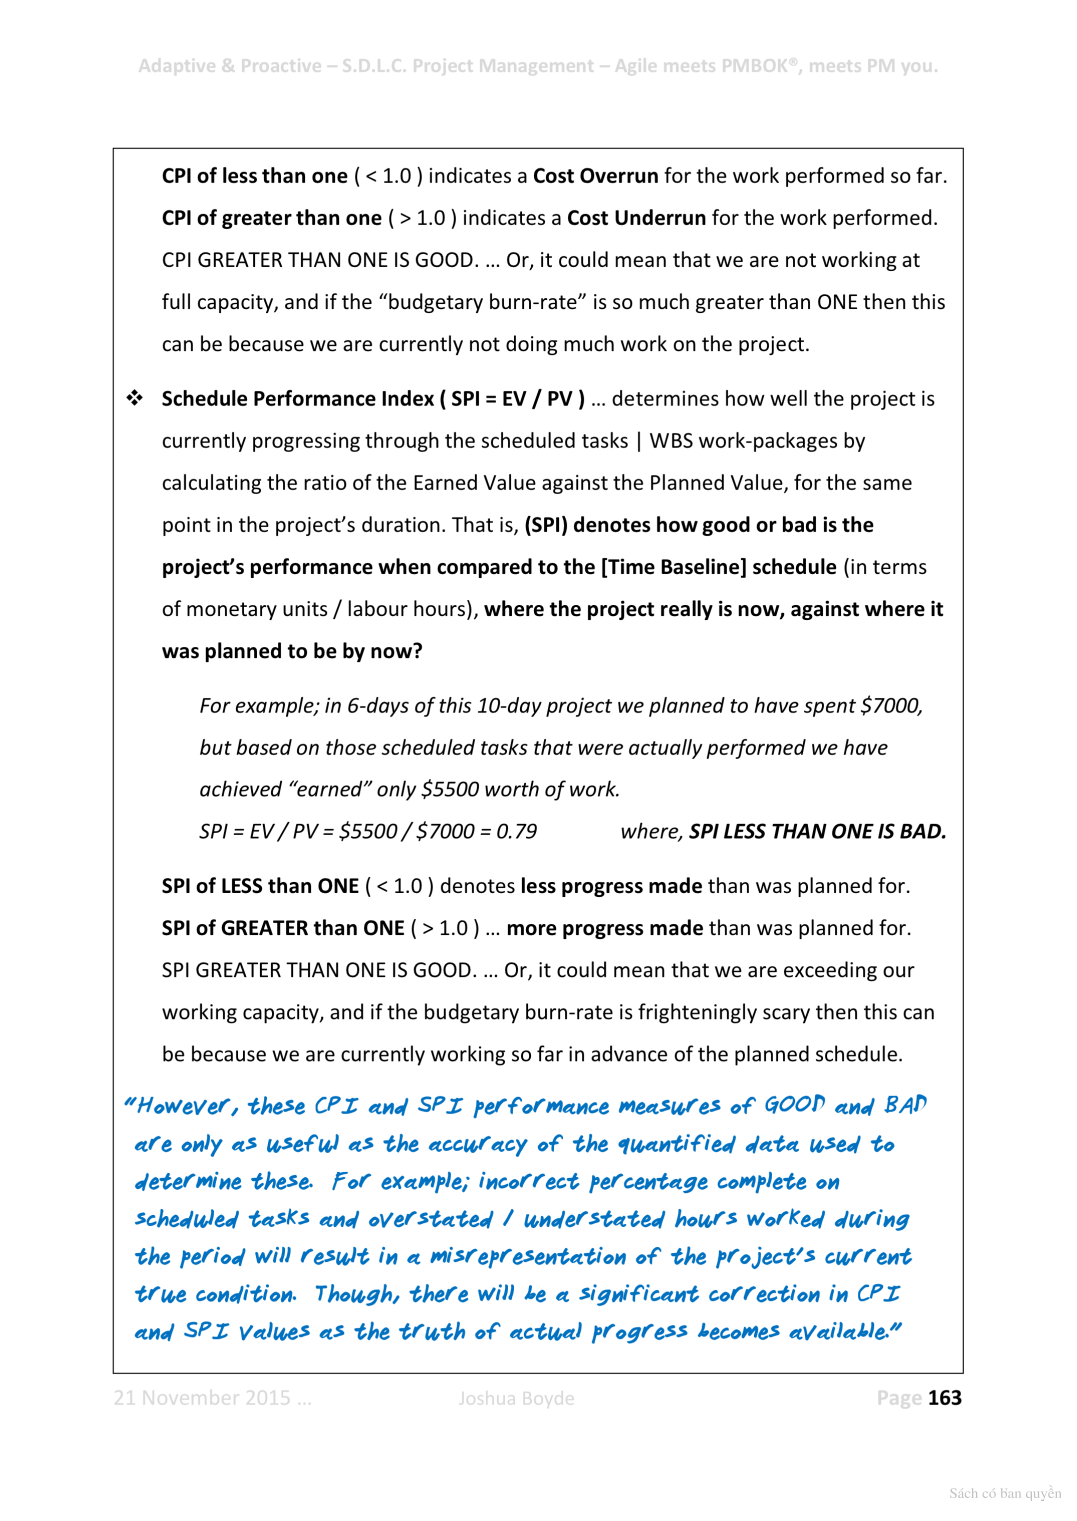 Adaptive & Proactive – S.D.L.C. Project Management – Agile meets PMBOK®, meets PM you.
CPI of less than one ( < 1.0 ) indicates a Cost Overrun for the work performed so far.
CPI of greater than one ( > 1.0 ) indicates a Cost Underrun for the work performed.
CPI GREATER THAN ONE IS GOOD. … Or, it could mean that we are not working at
full capacity, and if the “budgetary burn-rate” is so much greater than ONE then this
can be because we are currently not doing much work on the project.
❖ Schedule Performance Index ( SPI = EV / PV ) … determines how well the project is
currently progressing through the scheduled tasks | WBS work-packages by
calculating the ratio of the Earned Value against the Planned Value, for the same
point in the project’s duration. That is, (SPI) denotes how good or bad is the
project’s performance when compared to the [Time Baseline] schedule (in terms
of monetary units / labour hours), where the project really is now, against where it
was planned to be by now?
For example; in 6-days of this 10-day project we planned to have spent $7000,
but based on those scheduled tasks that were actually performed we have
achieved “earned” only $5500 worth of work.
SPI = EV / PV = $5500 / $7000 = 0.79 where, SPI LESS THAN ONE IS BAD.
SPI of LESS than ONE ( < 1.0 ) denotes less progress made than was planned for.
SPI of GREATER than ONE ( > 1.0 ) … more progress made than was planned for.
SPI GREATER THAN ONE IS GOOD. … Or, it could mean that we are exceeding our
working capacity, and if the budgetary burn-rate is frighteningly scary then this can
be because we are currently working so far in advance of the planned schedule.
“However, these CPI and SPI performance measures of GOOD and BAD
are only as useful as the accuracy of the quantified data used to
determine these. For example; incorrect percentage complete on
scheduled tasks and overstated / understated hours worked during
the period will result in a misrepresentation of the project’s current
true condition. Though, there will be a significant correction in CPI
and SPI values as the truth of actual progress becomes available.”
21 November 2015 … Joshua Boyde Page 163
Sách có bản quyền